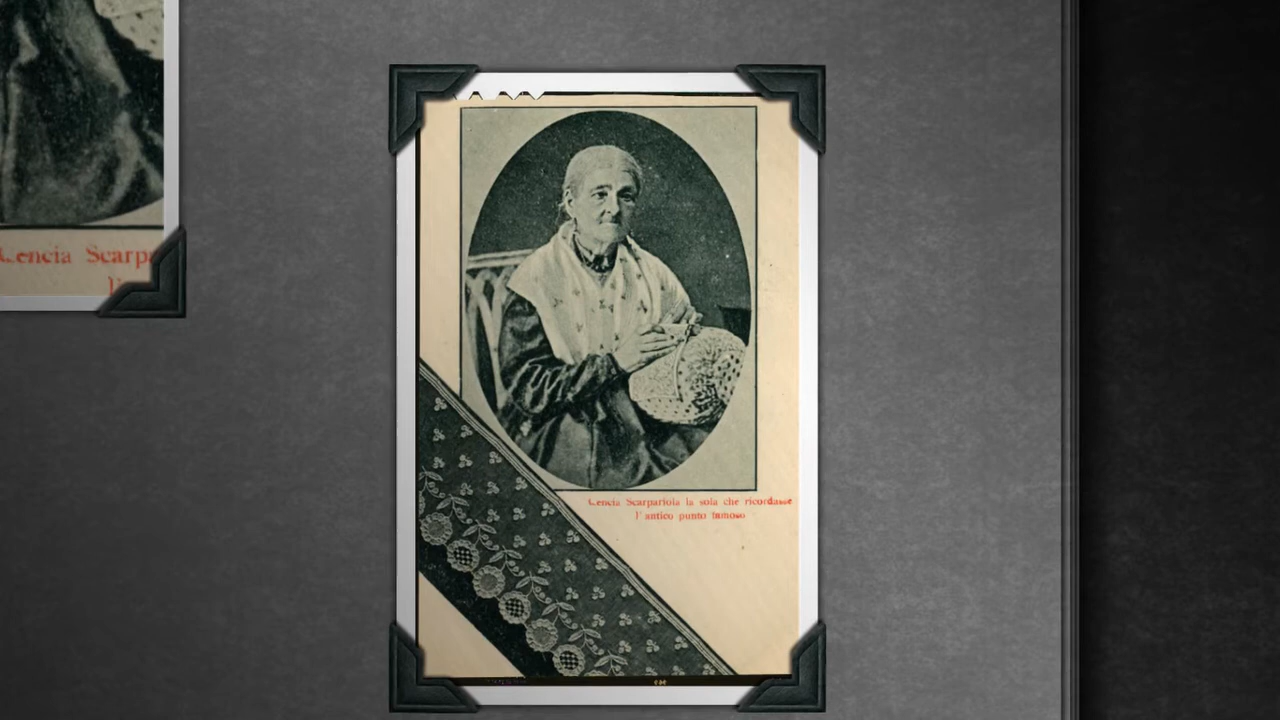 Cencia Scarp
Cencia Scarpariola la sola che ricordasse
l' antico punto famoso